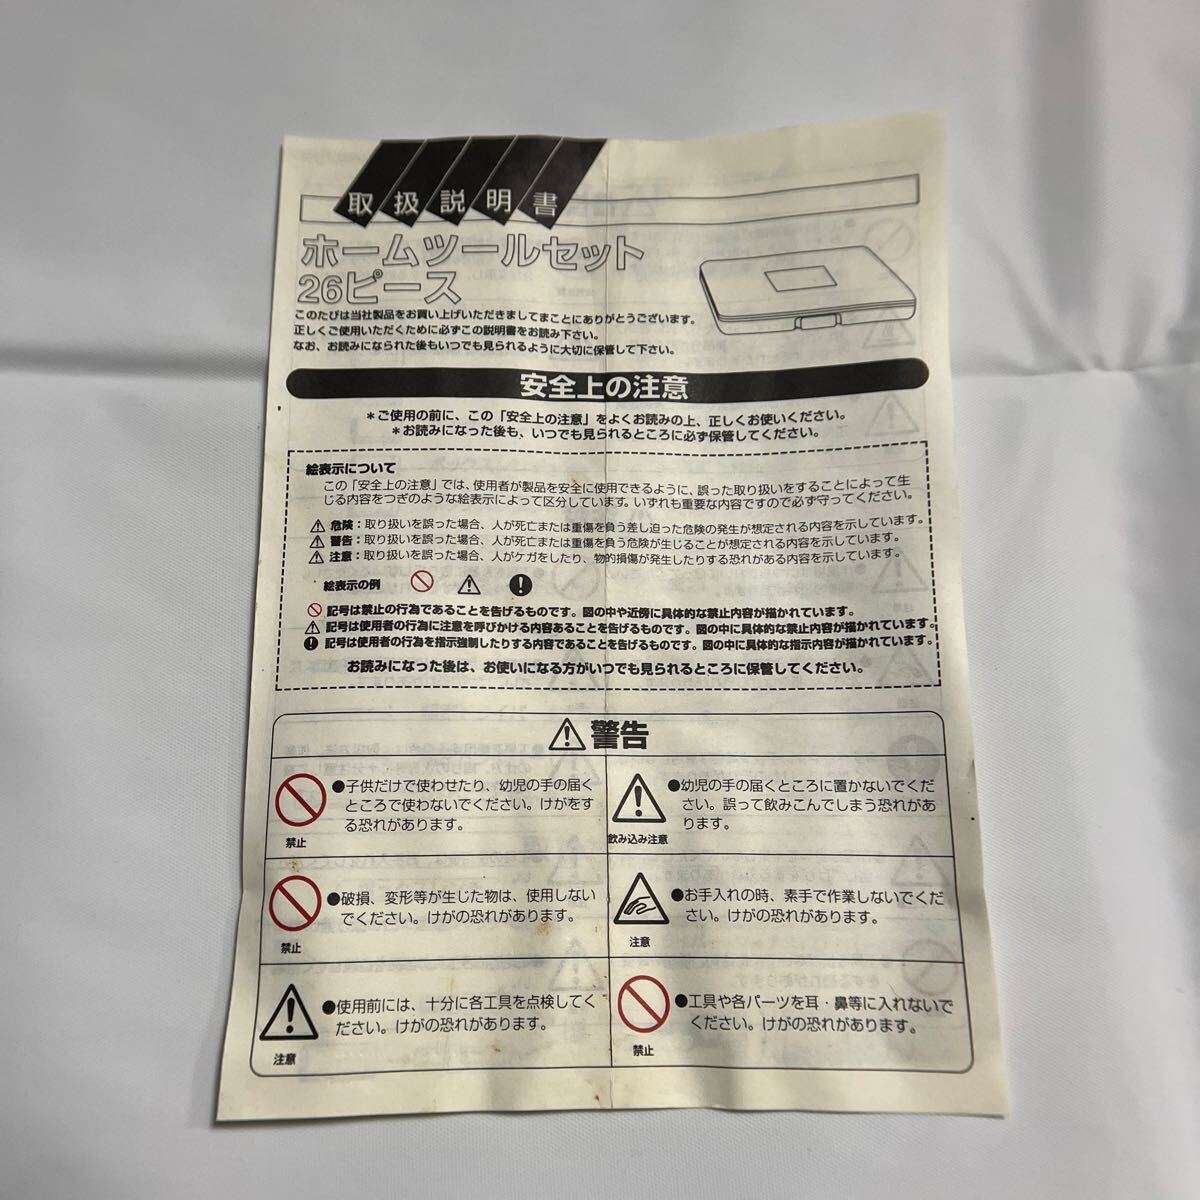 取扱説明書
ホームツールセット
26ピース
このたびは当社製品をお買い上げいただきましてまことにありがとうございます。
正しくご使用いただくために必ずこの説明書をお読み下さい。
なお、お読みになられた後もいつでも見られるように大切に保管して下さい。
安全上の注意
＊ご使用の前に、この「安全上の注意」をよくお読みの上、正しくお使いください。
＊お読みになった後も、いつでも見られるところに必ず保管してください。
絵表示について
この「安全上の注意」では、使用者が製品を安全に使用できるように、誤った取り扱いをすることによって生
じる内容をつぎのような絵表示によって区分しています。いずれも重要な内容ですので必ず守ってください。
危険：取り扱いを誤った場合、人が死亡または重傷を負う差し迫った危険の発生が想定される内容を示しています。
警告：取り扱いを誤った場合、人が死亡または重傷を負う危険が生じることが想定される内容を示しています。
注意：取り扱いを誤った場合、人がケガをしたり、物的損傷が発生したりする恐れがある内容を示しています。
絵表示の例
記号は禁止の行為であることを告げるものです。図の中や近傍に具体的な禁止内容が描かれています。
記号は使用者の行為に注意を呼びかける内容あることを告げるものです。図の中に具体的な禁止内容が描かれています。
記号は使用者の行為を指示強制したりする内容であることを告げるものです。図の中に具体的な指示内容が描かれています。
お読みになった後は、お使いになる方がいつでも見られるところに保管してください。
警告
●子供だけで使わせたり、幼児の手の届く
ところで使わないでください。けがをす
る恐れがあります。
禁止
●幼児の手の届くところに置かないでくだ
さい。誤って飲みこんでしまう恐れがあ
ります。
飲み込み注意
●破損、変形等が生じた物は、使用しない
でください。けがの恐れがあります。
禁止
●お手入れの時、素手で作業しないでくだ
さい。けがの恐れがあります。
注意
●使用前には、十分に各工具を点検してく
ださい。けがの恐れがあります。
注意
●工具や各パーツを耳・鼻等に入れないで
ください。けがの恐れがあります。
禁止